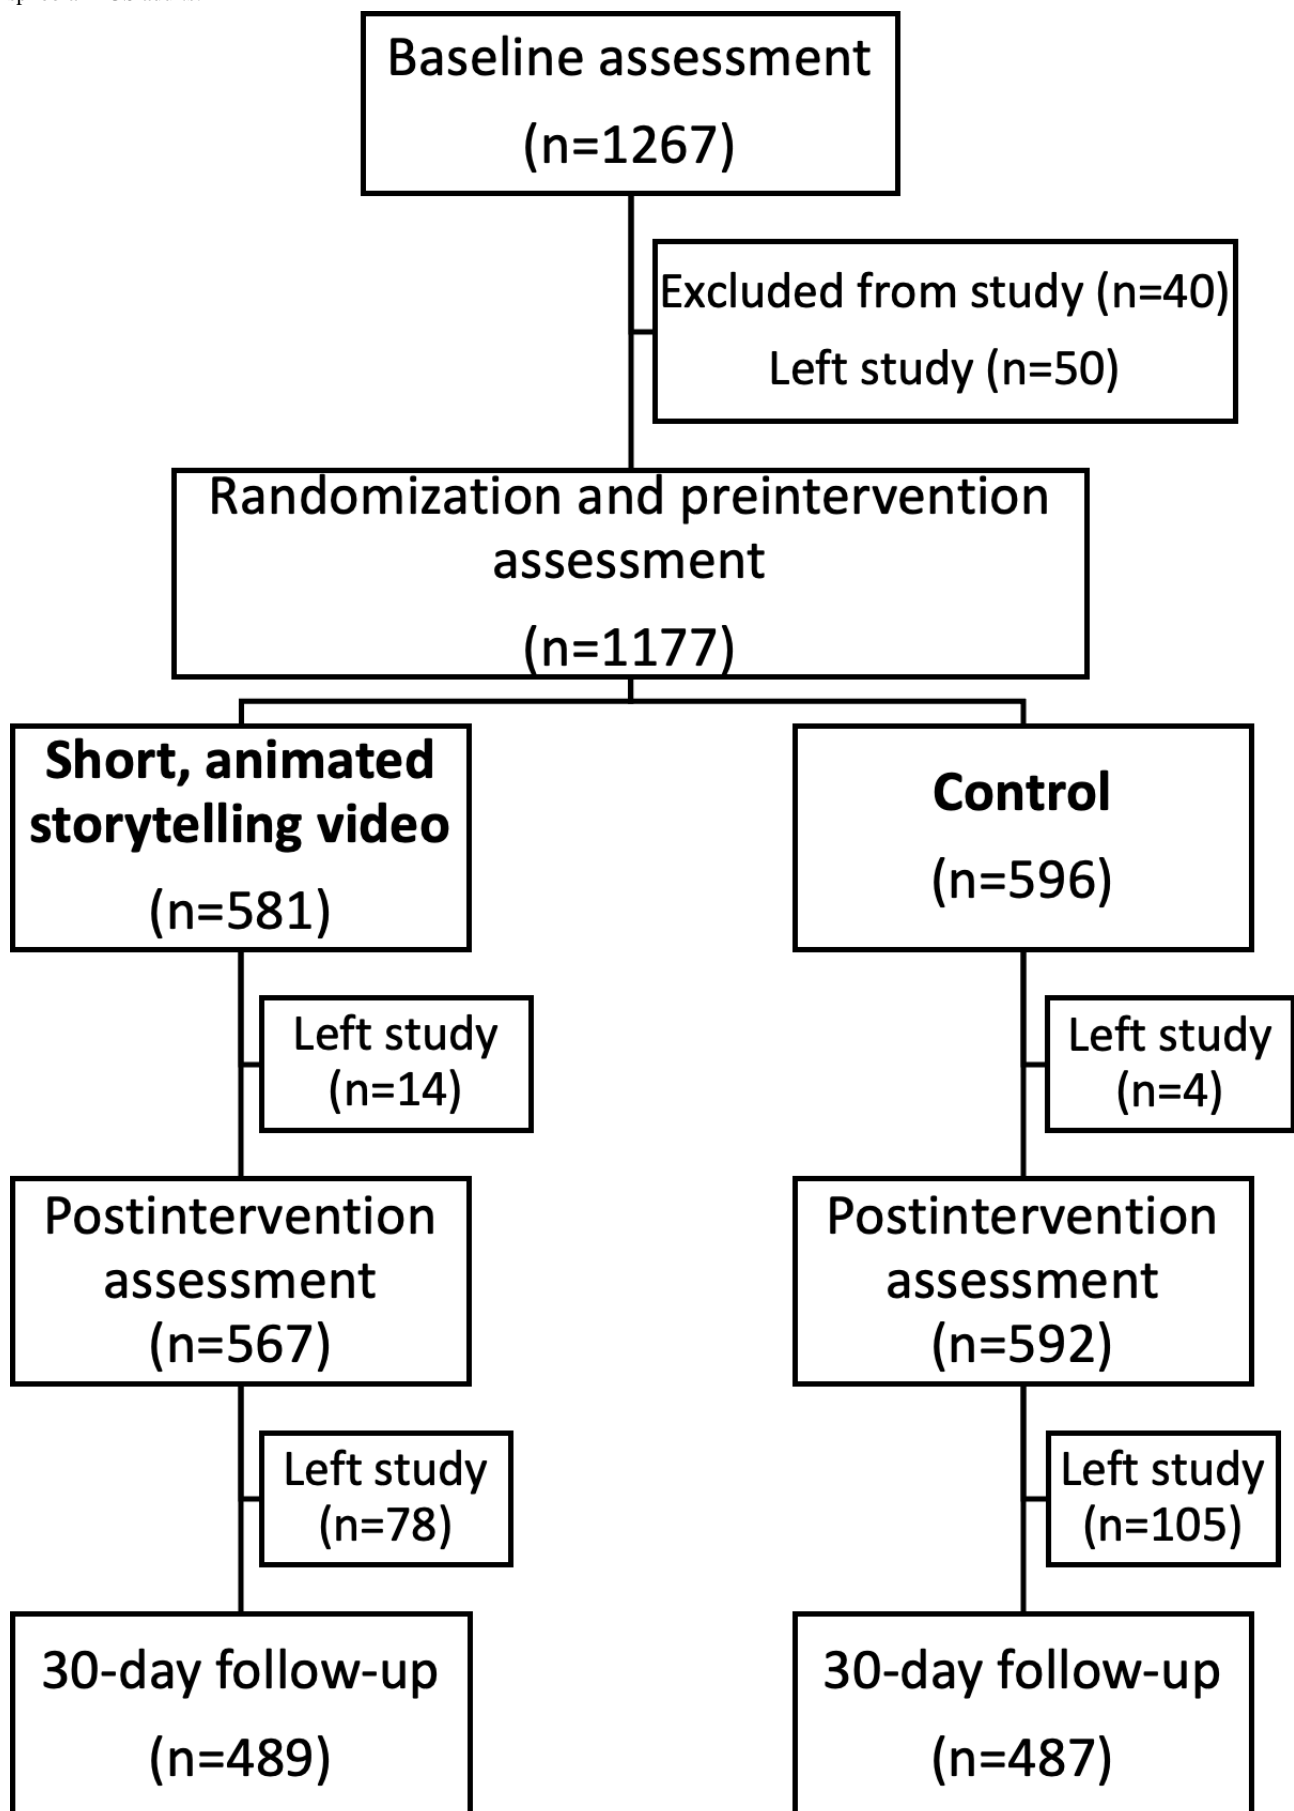 Baseline assessment
(n=1267)
Excluded from study (n=40)
Left study (n=50)
Randomization and preintervention
assessment
(n=1177)
Short, animated
storytelling video
(n=581)
Control
(n=596)
Left study
(n=14)
Left study
(n=4)
Postintervention
assessment
(n=567)
Postintervention
assessment
(n=592)
Left study
(n=78)
Left study
(n=105)
30-day follow-up
(n=489)
30-day follow-up
(n=487)